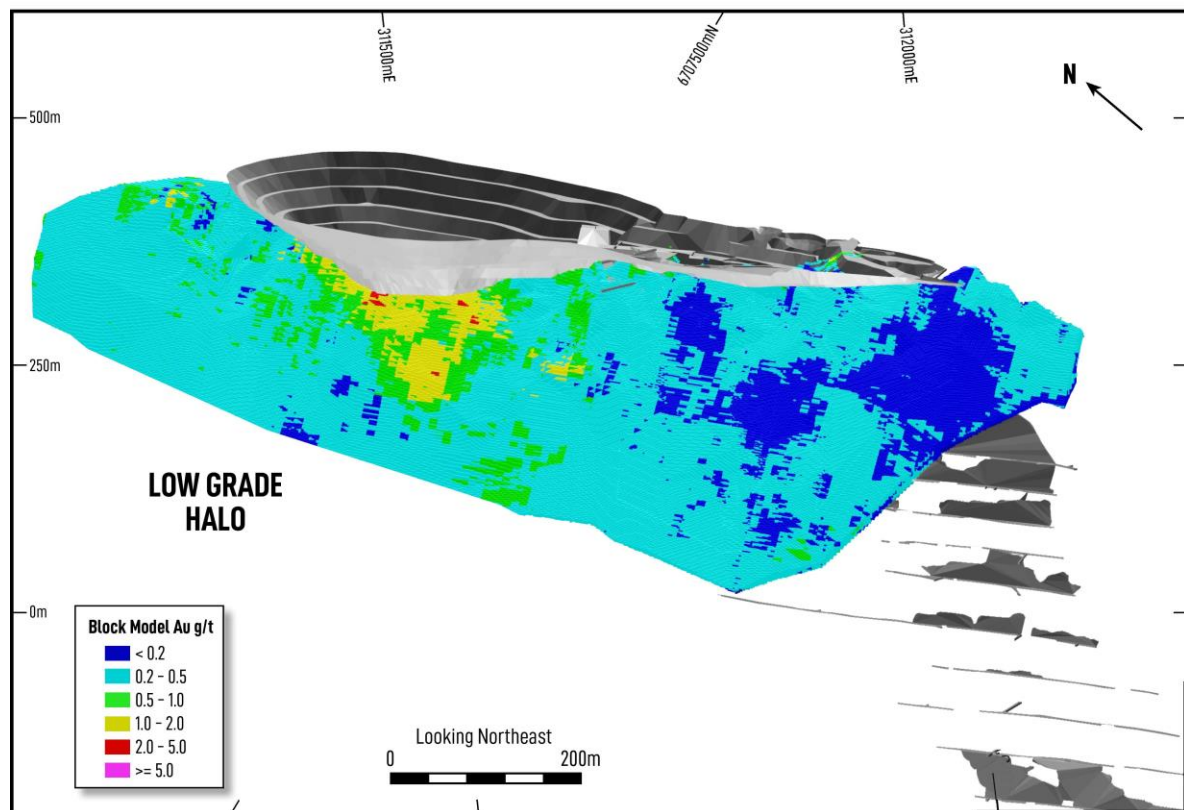 311500mE
6707500mN
312000mE
N
500m
250m
LOW GRADE
HALO
0m
Block Model Au g/t
< 0.2
0.2 – 0.5
0.5 – 1.0
1.0 – 2.0
2.0 – 5.0
>= 5.0
Looking Northeast
0
200m